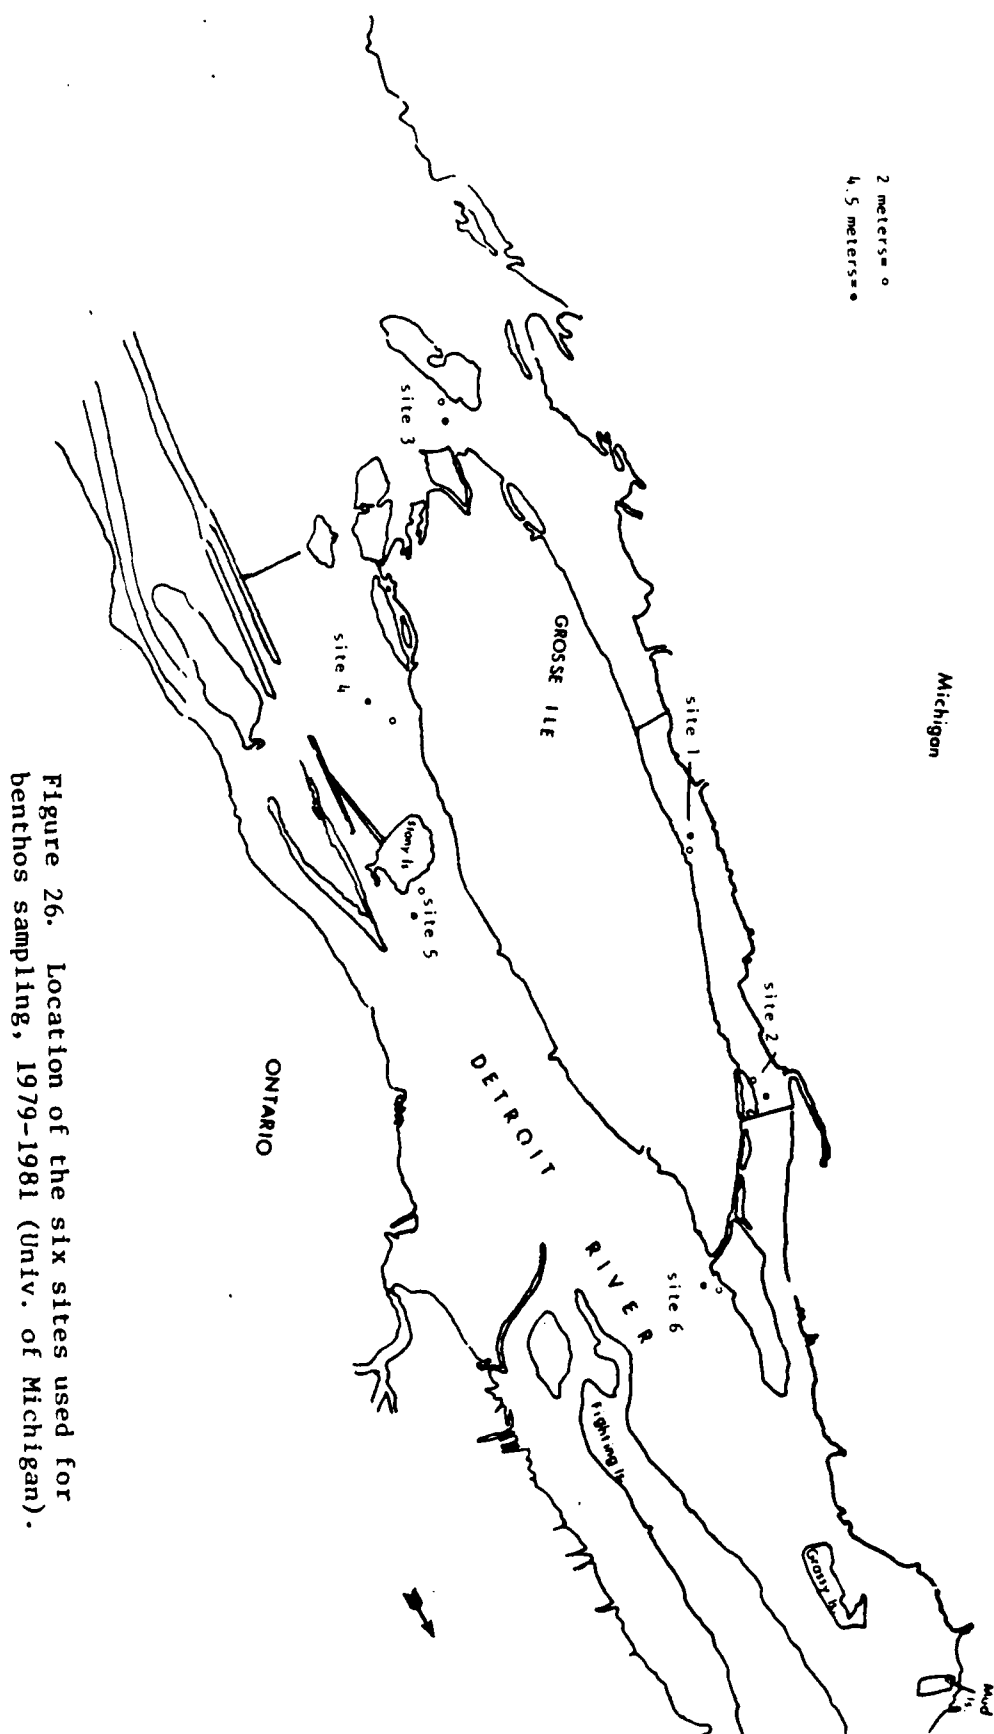 2 meters= o
4.5 meters=●
Michigan
site 1
site 2
GROSSE ILE
site 3
site 4
Stony Is
site 5
DETROIT
RIVER
site 6
Fighting Is.
Grassy Is.
Mud
Is.
ONTARIO
Figure 26. Location of the six sites used for
benthos sampling, 1979-1981 (Univ. of Michigan).